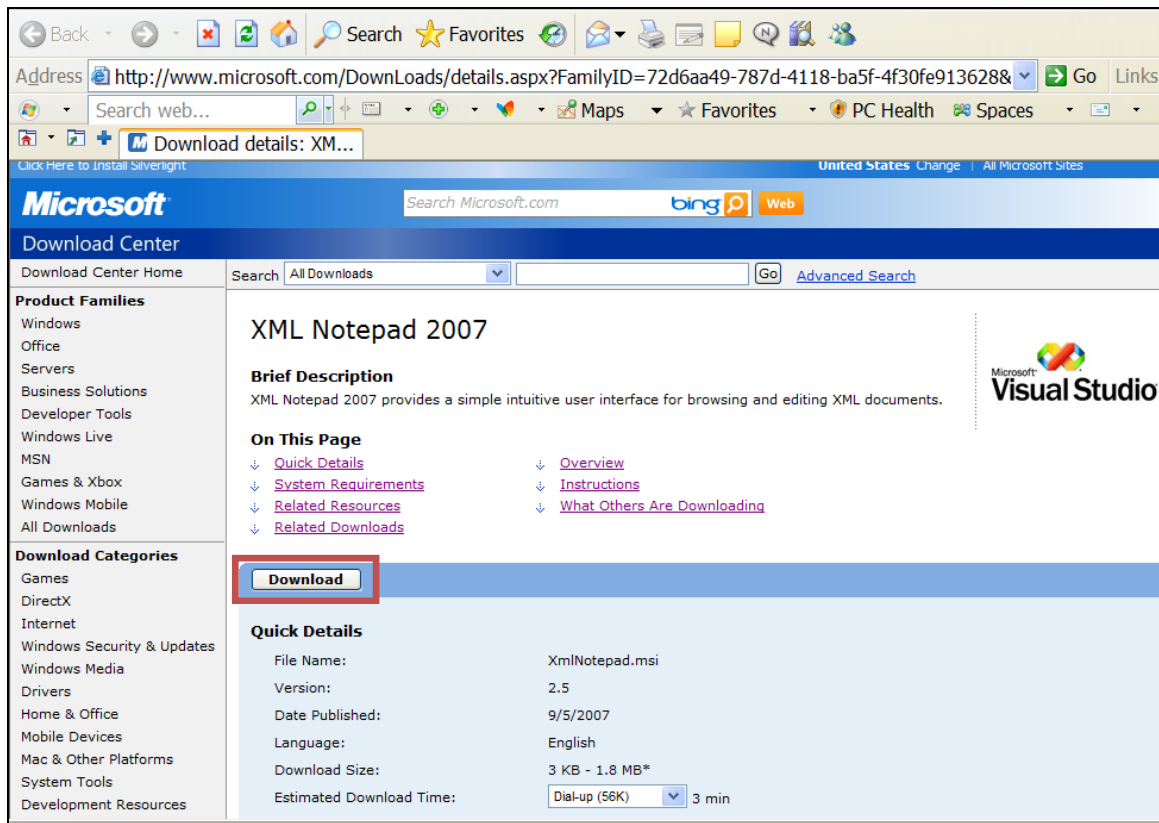 Back Search Favorites
Address http://www.microsoft.com/DownLoads/details.aspx?FamilyID=72d6aa49-787d-4118-ba5f-4f30fe913628& Go Links
Search web... Maps Favorites PC Health Spaces
Download details: XM...
Click Here to Install Silverlight United States Change | All Microsoft Sites
Microsoft Search Microsoft.com bing Web
Download Center
Download Center Home
Search All Downloads Go Advanced Search
Product Families
Windows
Office
Servers
Business Solutions
Developer Tools
Windows Live
MSN
Games & Xbox
Windows Mobile
All Downloads
Download Categories
Games
DirectX
Internet
Windows Security & Updates
Windows Media
Drivers
Home & Office
Mobile Devices
Mac & Other Platforms
System Tools
Development Resources
XML Notepad 2007
Microsoft
Visual Studio
Brief Description
XML Notepad 2007 provides a simple intuitive user interface for browsing and editing XML documents.
On This Page
Quick Details Overview
System Requirements Instructions
Related Resources What Others Are Downloading
Related Downloads
Download
Quick Details
File Name: XmlNotepad.msi
Version: 2.5
Date Published: 9/5/2007
Language: English
Download Size: 3 KB - 1.8 MB*
Estimated Download Time: Dial-up (56K) 3 min